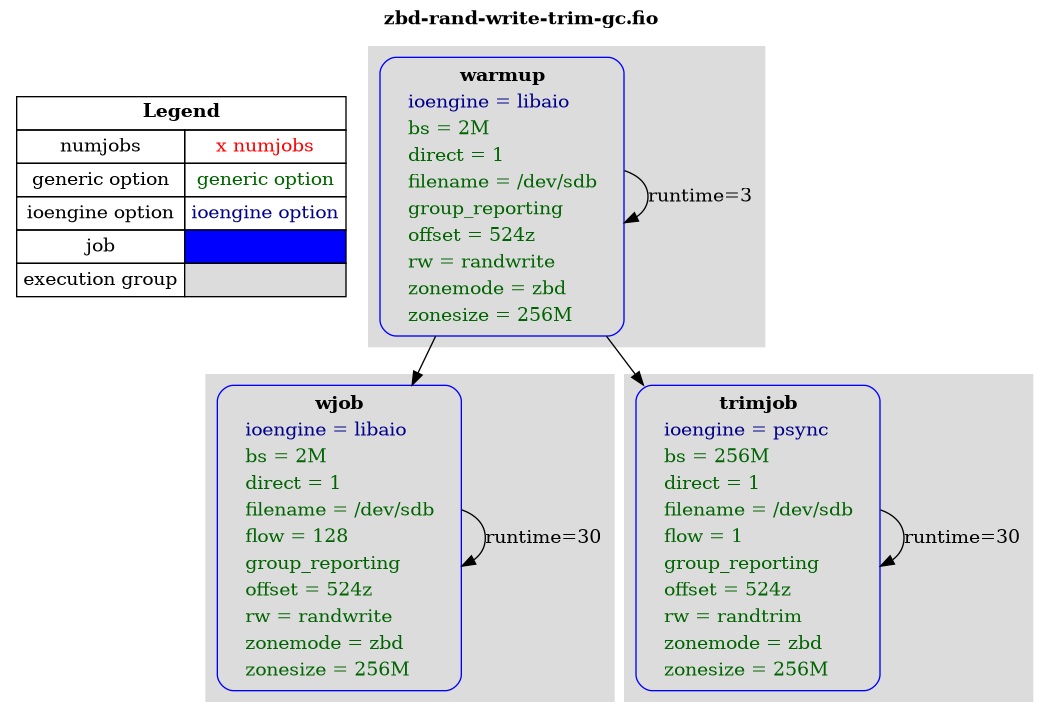 zbd-rand-write-trim-gc.fio
Legend
numjobs x numjobs
generic option generic option
ioengine option ioengine option
job
execution group
warmup
ioengine = libaio
bs = 2M
direct = 1
filename = /dev/sdb
group_reporting
offset = 524z
rw = randwrite
zonemode = zbd
zonesize = 256M
runtime=3
wjob
ioengine = libaio
bs = 2M
direct = 1
filename = /dev/sdb
flow = 128
group_reporting
offset = 524z
rw = randwrite
zonemode = zbd
zonesize = 256M
runtime=30
trimjob
ioengine = psync
bs = 256M
direct = 1
filename = /dev/sdb
flow = 1
group_reporting
offset = 524z
rw = randtrim
zonemode = zbd
zonesize = 256M
runtime=30